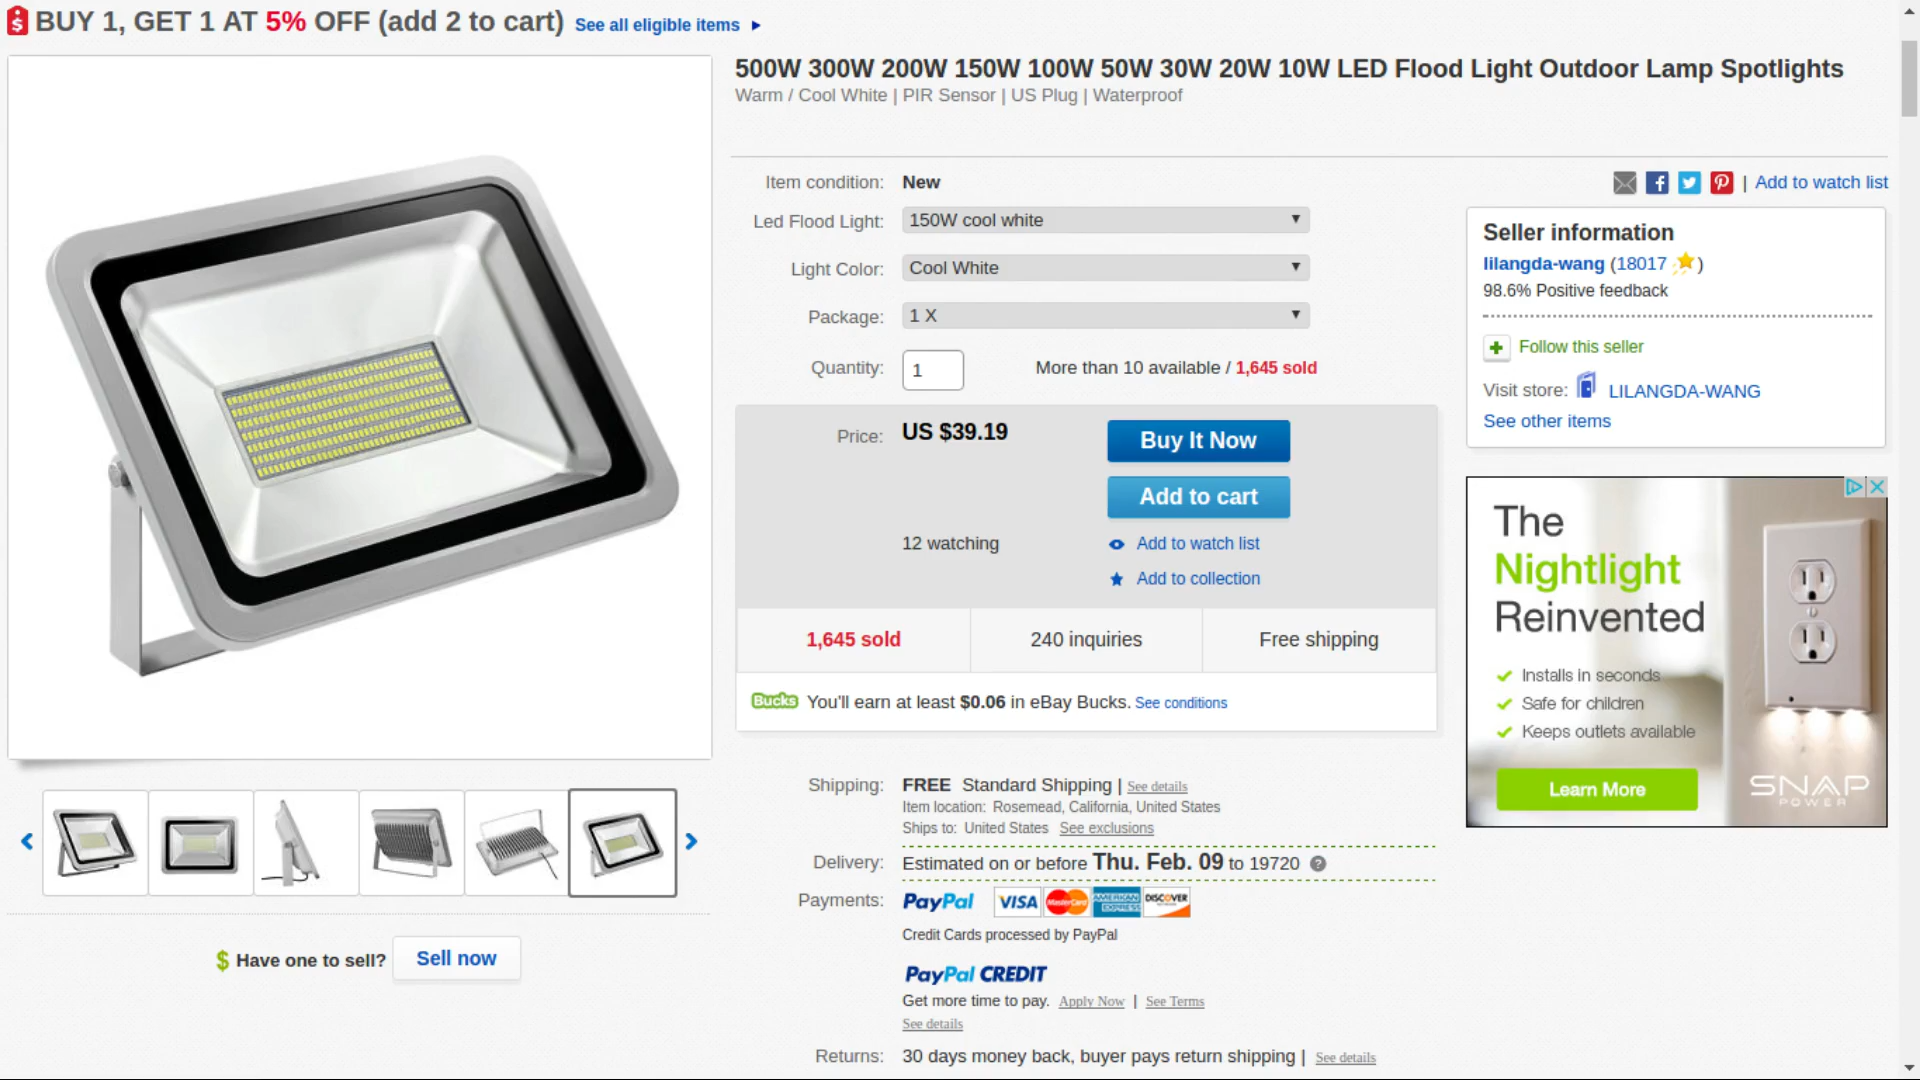 BUY 1, GET 1 AT 5% OFF (add 2 to cart) See all eligible items
500W 300W 200W 150W 100W 50W 30W 20W 10W LED Flood Light Outdoor Lamp Spotlights
Warm / Cool White | PIR Sensor | US Plug | Waterproof
Item condition: New
| Add to watch list
Led Flood Light: 150W cool white
Light Color: Cool White
Package: 1 X
Quantity: 1 More than 10 available / 1,645 sold
Price: US $39.19
Buy It Now
Add to cart
12 watching
Add to watch list
Add to collection
1,645 sold 240 inquiries Free shipping
Bucks You'll earn at least $0.06 in eBay Bucks. See conditions
Seller information
lilangda-wang (18017 )
98.6% Positive feedback
Follow this seller
Visit store: LILANGDA-WANG
See other items
The
Nightlight
Reinvented
Installs in seconds
Safe for children
Keeps outlets available
Learn More
SNAP
POWER
Shipping: FREE Standard Shipping | See details
Item location: Rosemead, California, United States
Ships to: United States See exclusions
Delivery: Estimated on or before Thu. Feb. 09 to 19720
Payments: PayPal VISA MasterCard AMERICAN EXPRESS DISCOVER
Credit Cards processed by PayPal
PayPal CREDIT
Get more time to pay. Apply Now | See Terms
See details
Returns: 30 days money back, buyer pays return shipping | See details
Have one to sell? Sell now